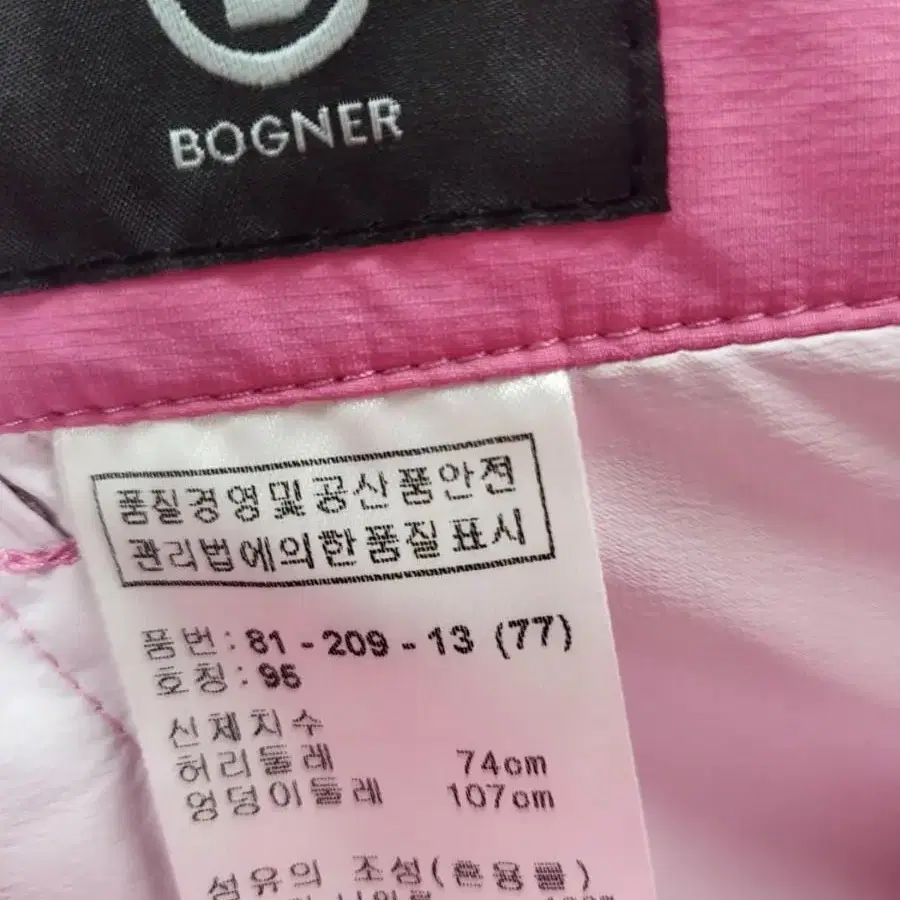 BOGNER
품질경영및공산품안전
관리법에의한품질표시
품번: 81 - 209 - 13 (77)
호칭: 95
신체치수
허리둘레 74cm
엉덩이둘레 107cm
섬유의 조성(혼용률)